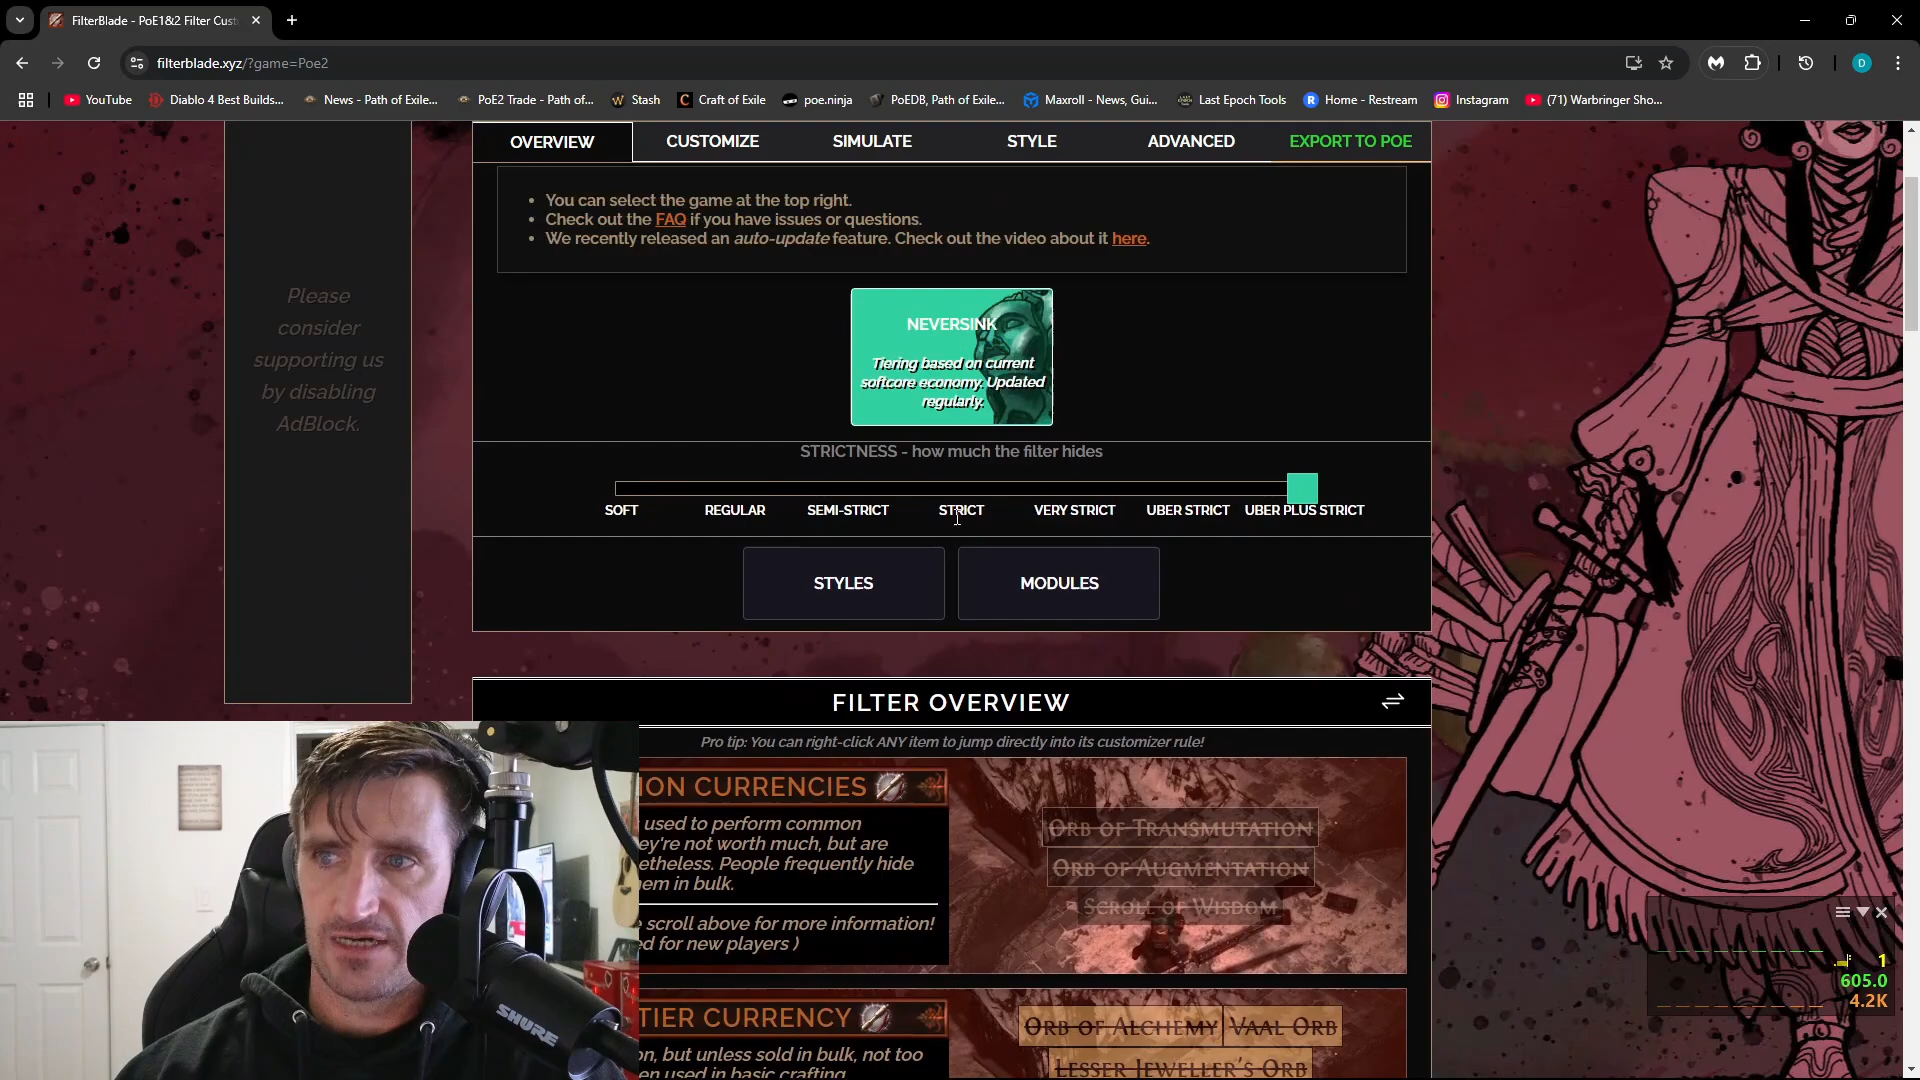 FilterBlade - PoE1&2 Filter Cust
filterblade.xyz/?game=Poe2
D
YouTube
Diablo 4 Best Builds...
News - Path of Exile...
PoE2 Trade - Path of...
Stash
Craft of Exile
poe.ninja
PoEDB, Path of Exile...
Maxroll - News, Gui...
Last Epoch Tools
Home - Restream
Instagram
(71) Warbringer Sho...
OVERVIEW
CUSTOMIZE
SIMULATE
STYLE
ADVANCED
EXPORT TO POE
• You can select the game at the top right.
• Check out the FAQ if you have issues or questions.
• We recently released an auto-update feature. Check out the video about it here.
Please
consider
supporting us
by disabling
AdBlock.
NEVERSINK
Tiering based on current
softcore economy. Updated
regularly.
STRICTNESS - how much the filter hides
SOFT
REGULAR
SEMI-STRICT
STRICT
VERY STRICT
UBER STRICT
UBER PLUS STRICT
STYLES
MODULES
FILTER OVERVIEW
Pro tip: You can right-click ANY item to jump directly into its customizer rule!
ION CURRENCIES
used to perform common
ey're not worth much, but are
etheless. People frequently hide
em in bulk.
e scroll above for more information!
ed for new players )
ORB OF TRANSMUTATION
ORB OF AUGMENTATION
SCROLL OF WISDOM
TIER CURRENCY
on, but unless sold in bulk, not too
en used in basic crafting.
ORB OF ALCHEMY
VAAL ORB
LESSER JEWELLER'S ORB
1
605.0
4.2K
SHURE